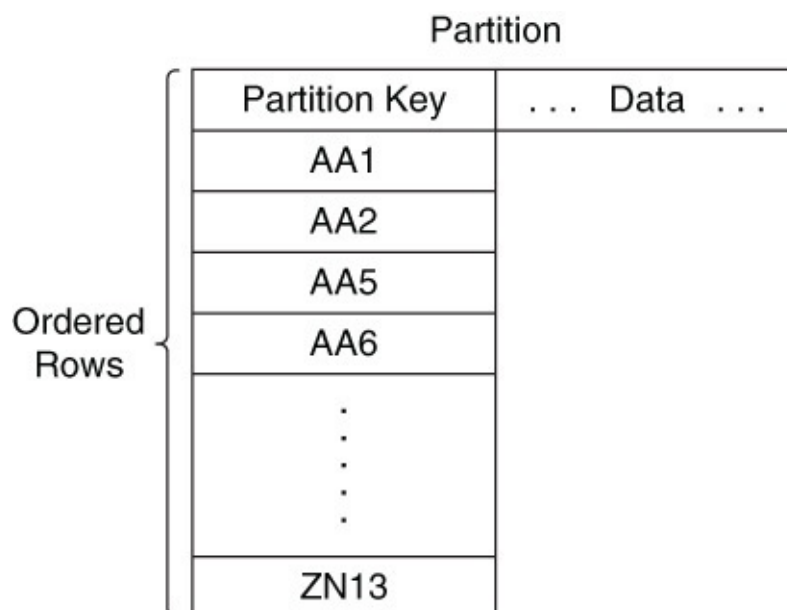 Partition
Partition Key
. . . Data . . .
AA1
AA2
AA5
AA6
Ordered
Rows
ZN13